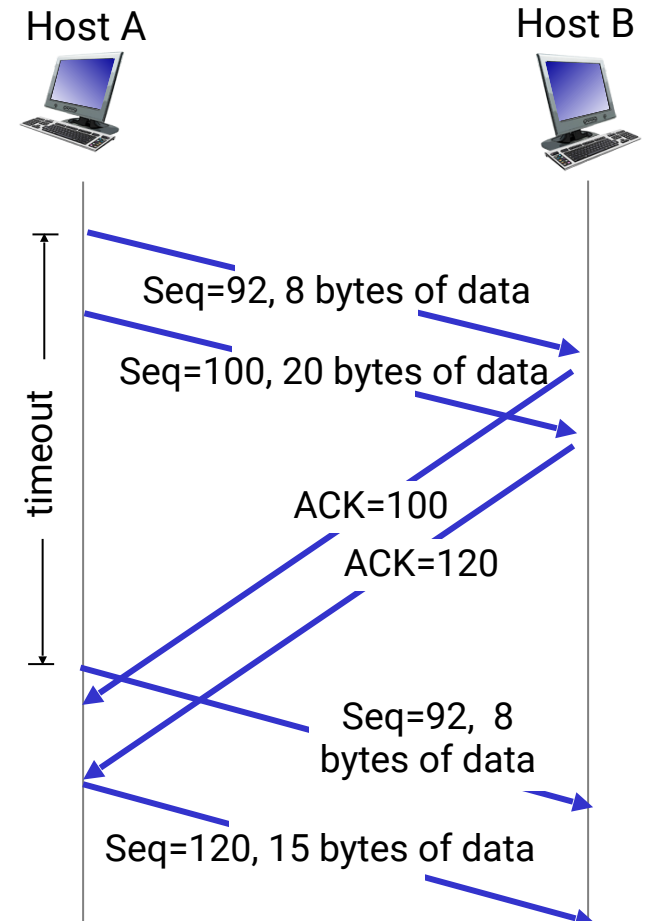 Host A
Host B
Seq=92, 8 bytes of data
Seq=100, 20 bytes of data
timeout
ACK=100
ACK=120
Seq=92, 8
bytes of data
Seq=120, 15 bytes of data